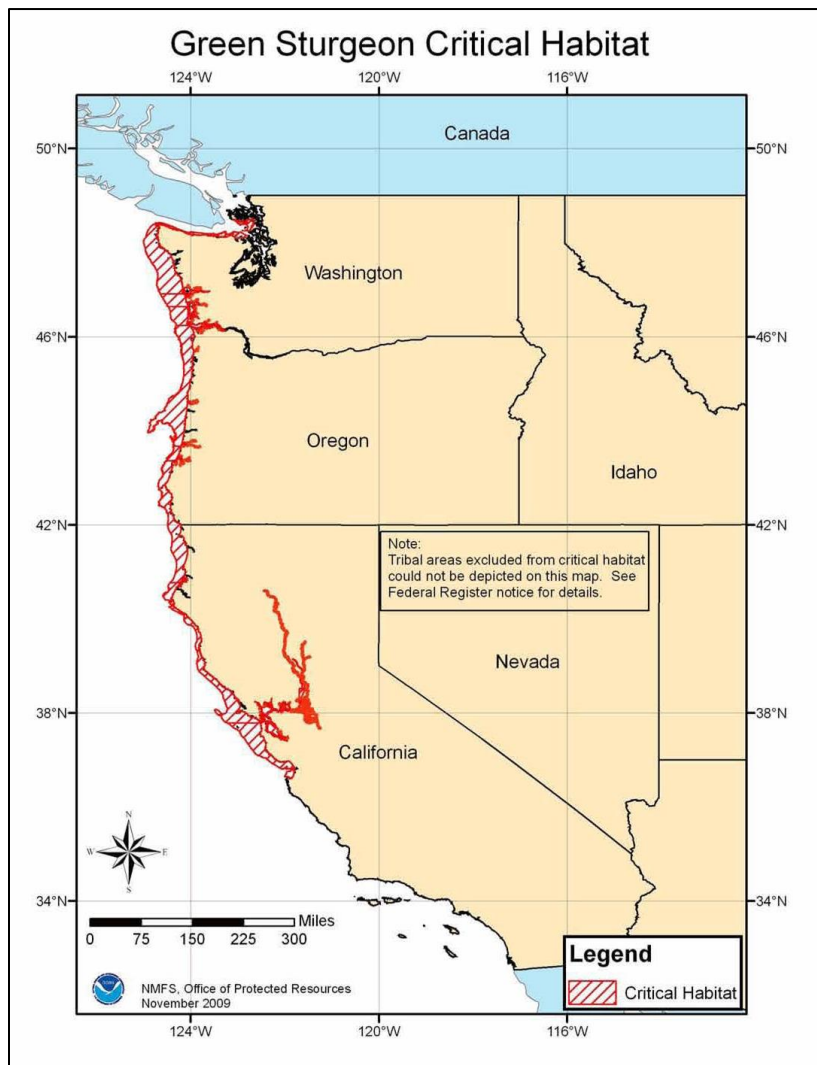 Green Sturgeon Critical Habitat
124°W
120°W
116°W
Canada
50°N
50°N
Washington
46°N
46°N
Oregon
Idaho
42°N
42°N
Note:
Tribal areas excluded from critical habitat
could not be depicted on this map. See
Federal Register notice for details.
Nevada
38°N
38°N
California
N
W
E
S
34°N
34°N
Miles
0 75 150 225 300
Legend
Critical Habitat
NMFS, Office of Protected Resources
November 2009
124°W
120°W
116°W